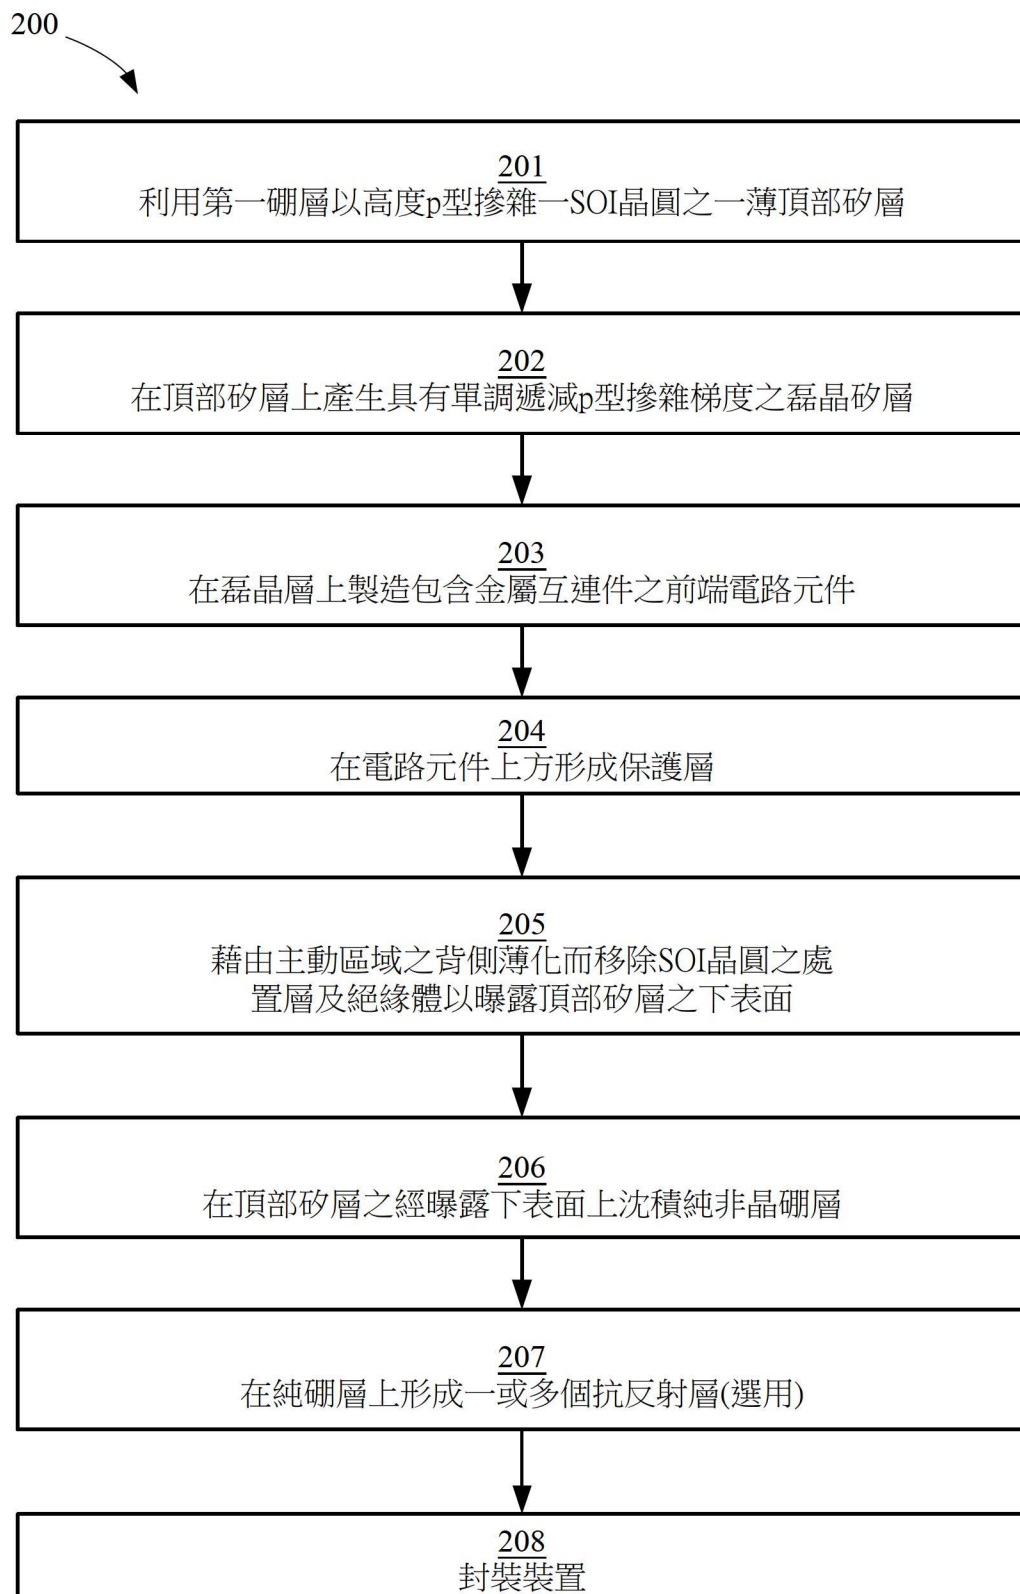 200
201
利用第一硼層以高度p型摻雜一SOI晶圓之一薄頂部矽層
202
在頂部矽層上產生具有單調遞減p型摻雜梯度之磊晶矽層
203
在磊晶層上製造包含金屬互連件之前端電路元件
204
在電路元件上方形成保護層
205
藉由主動區域之背側薄化而移除SOI晶圓之處
置層及絕緣體以曝露頂部矽層之下表面
206
在頂部矽層之經曝露下表面上沈積純非晶硼層
207
在純硼層上形成一或多個抗反射層(選用)
208
封裝裝置